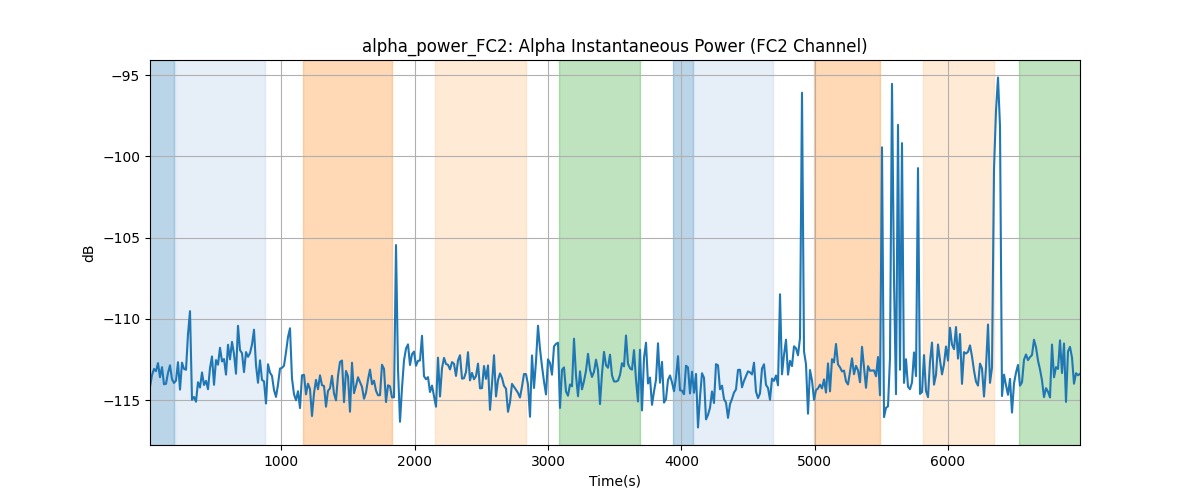 alpha_power_FC2: Alpha Instantaneous Power (FC2 Channel)
−95
−100
−105
−110
−115
dB
1000 2000 3000 4000 5000 6000
Time(s)